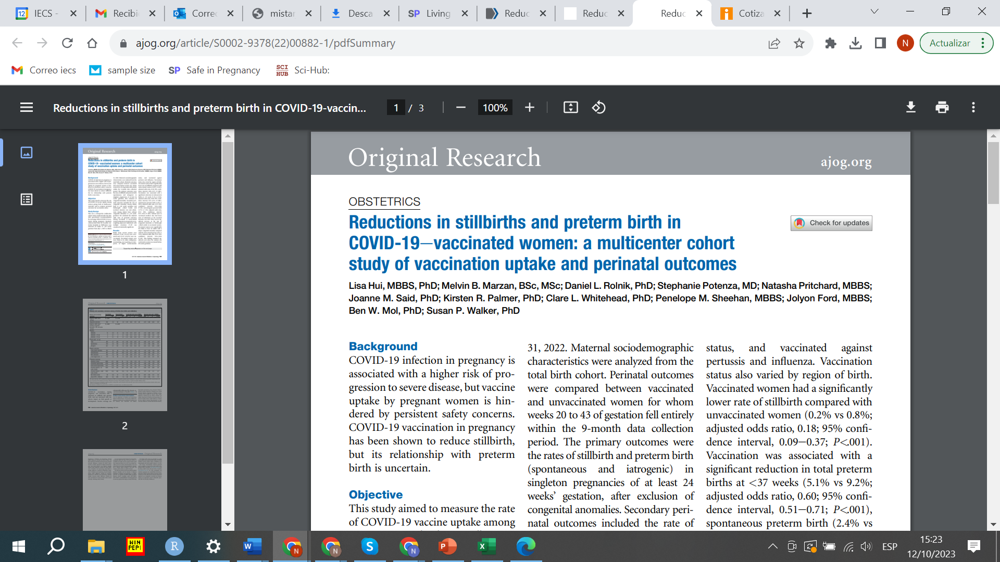 IECS -
Recibi
Correo
mistar
Desca
Living
Reduc
Reduc
Reduc
Cotiza
ajog.org/article/S0002-9378(22)00882-1/pdfSummary
N
Actualizar
Correo iecs
sample size
SP Safe in Pregnancy
SCI HUB Sci-Hub:
Reductions in stillbirths and preterm birth in COVID-19-vaccin...
1 / 3
100%
1
2
Original Research
ajog.org
OBSTETRICS
Reductions in stillbirths and preterm birth in
COVID-19—vaccinated women: a multicenter cohort
study of vaccination uptake and perinatal outcomes
Check for updates
Lisa Hui, MBBS, PhD; Melvin B. Marzan, BSc, MSc; Daniel L. Rolnik, PhD; Stephanie Potenza, MD; Natasha Pritchard, MBBS;
Joanne M. Said, PhD; Kirsten R. Palmer, PhD; Clare L. Whitehead, PhD; Penelope M. Sheehan, MBBS; Jolyon Ford, MBBS;
Ben W. Mol, PhD; Susan P. Walker, PhD
Background
COVID-19 infection in pregnancy is
associated with a higher risk of pro-
gression to severe disease, but vaccine
uptake by pregnant women is hin-
dered by persistent safety concerns.
COVID-19 vaccination in pregnancy
has been shown to reduce stillbirth,
but its relationship with preterm
birth is uncertain.
Objective
This study aimed to measure the rate
of COVID-19 vaccine uptake among
31, 2022. Maternal sociodemographic
characteristics were analyzed from the
total birth cohort. Perinatal outcomes
were compared between vaccinated
and unvaccinated women for whom
weeks 20 to 43 of gestation fell entirely
within the 9-month data collection
period. The primary outcomes were
the rates of stillbirth and preterm birth
(spontaneous and iatrogenic) in
singleton pregnancies of at least 24
weeks' gestation, after exclusion of
congenital anomalies. Secondary peri-
natal outcomes included the rate of
status, and vaccinated against
pertussis and influenza. Vaccination
status also varied by region of birth.
Vaccinated women had a significantly
lower rate of stillbirth compared with
unvaccinated women (0.2% vs 0.8%;
adjusted odds ratio, 0.18; 95% confi-
dence interval, 0.09—0.37; P<.001).
Vaccination was associated with a
significant reduction in total preterm
births at <37 weeks (5.1% vs 9.2%;
adjusted odds ratio, 0.60; 95% confi-
dence interval, 0.51—0.71; P<.001),
spontaneous preterm birth (2.4% vs
WIN PEPI
ESP
15:23
12/10/2023